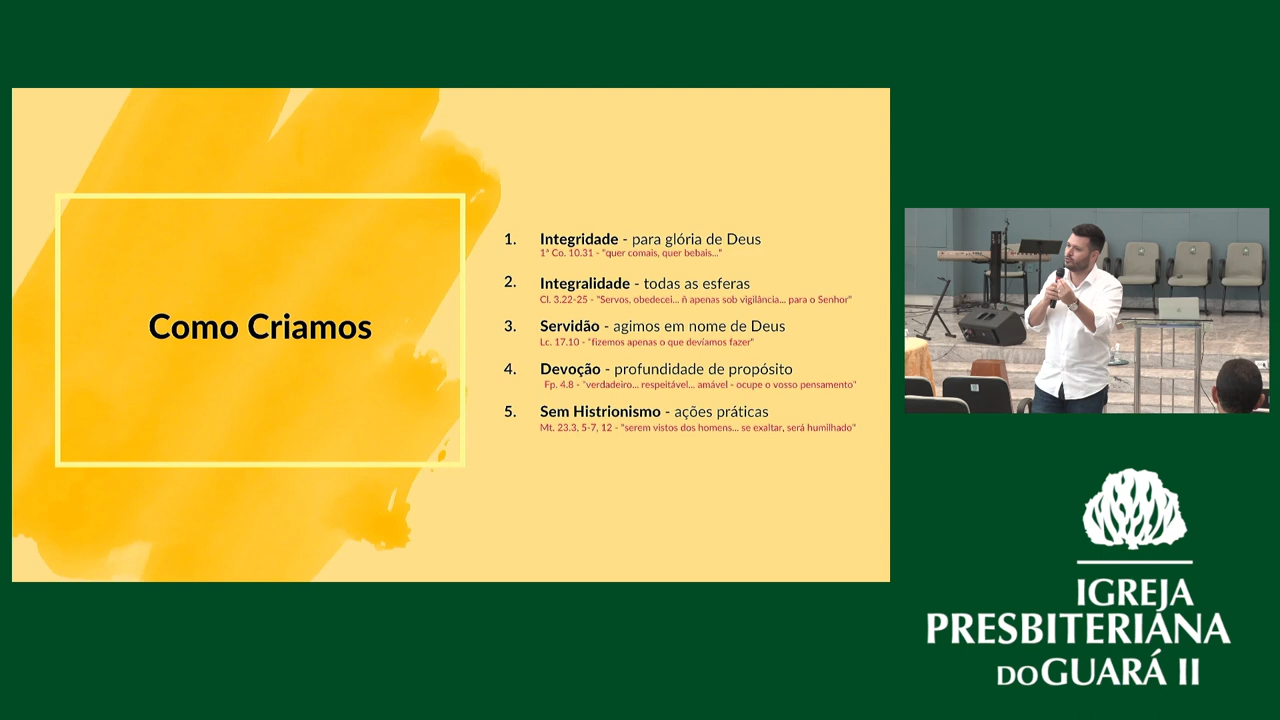 Como Criamos
1. Integridade - para glória de Deus
1ª Co. 10.31 - "quer comais, quer bebais..."
2. Integralidade - todas as esferas
Cl. 3.22-25 - "Servos, obedecei... ñ apenas sob vigilância... para o Senhor"
3. Servidão - agimos em nome de Deus
Lc. 17.10 - "fizemos apenas o que devíamos fazer"
4. Devoção - profundidade de propósito
Fp. 4.8 - "verdadeiro... respeitável... amável - ocupe o vosso pensamento"
5. Sem Histrionismo - ações práticas
Mt. 23.3, 5-7, 12 - "serem vistos dos homens... se exaltar, será humilhado"
IGREJA
PRESBITERIANA
DO GUARÁ II